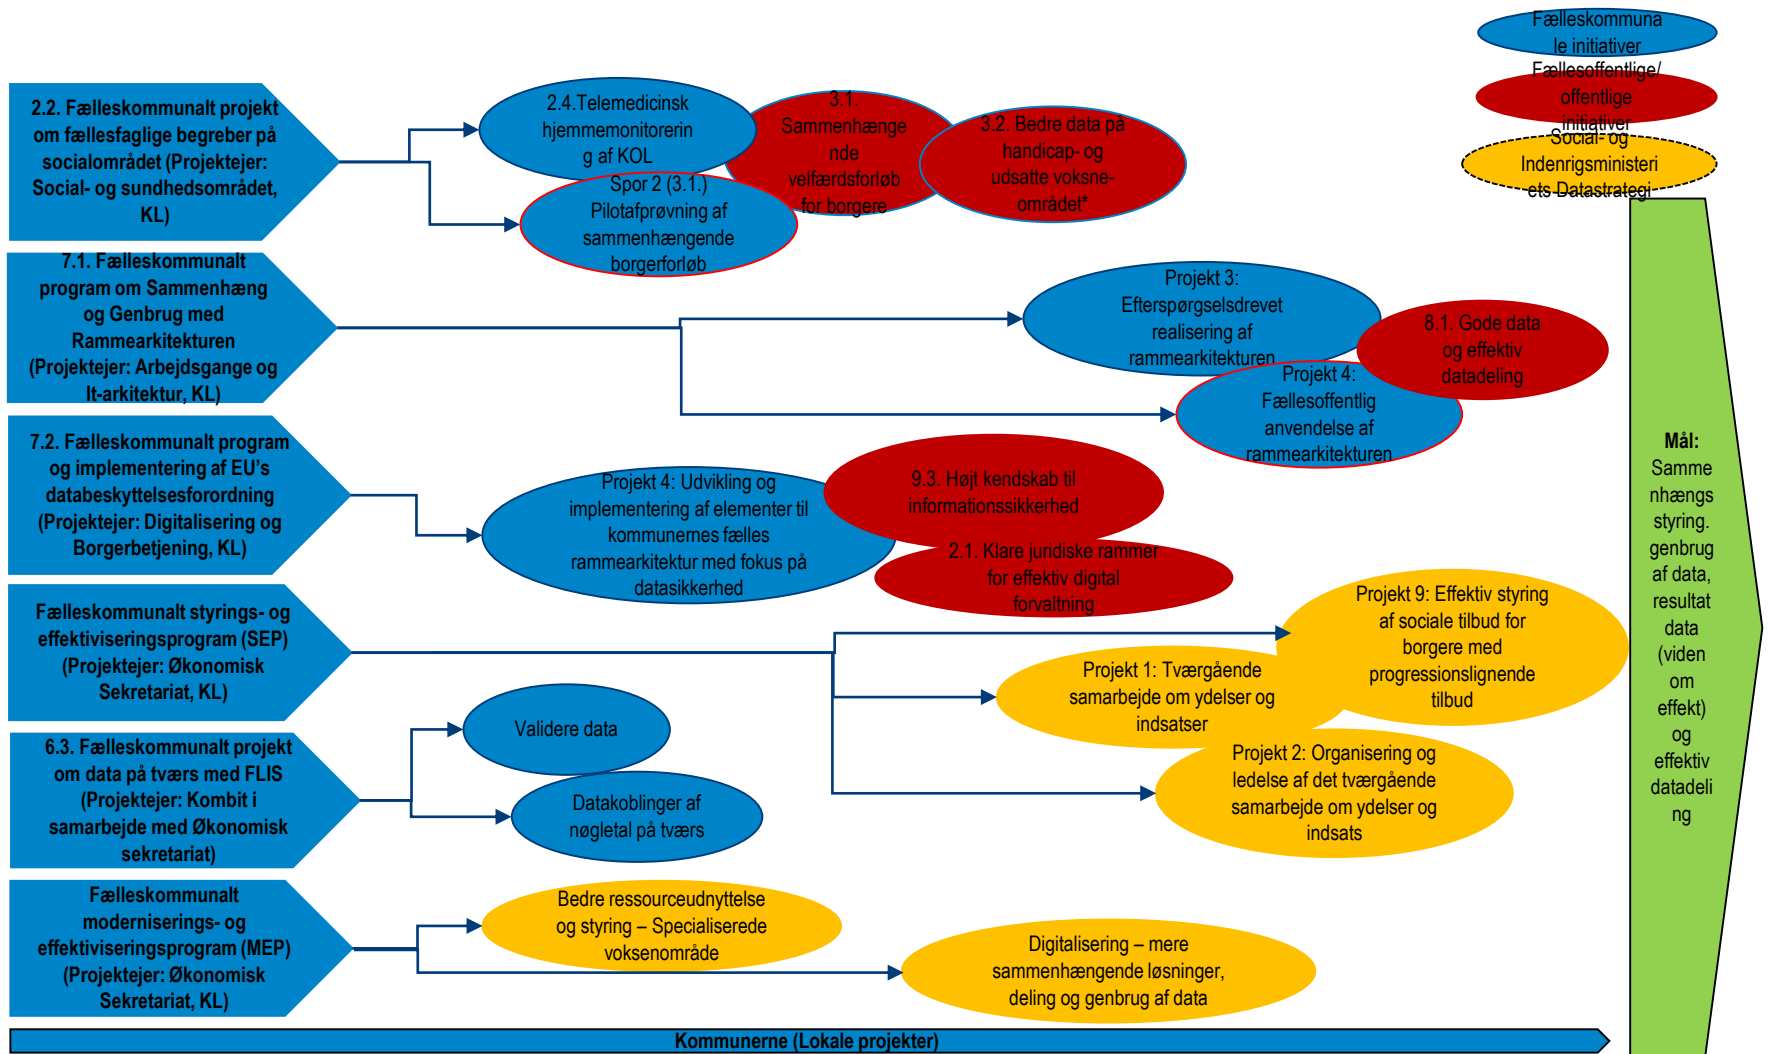 Fælleskommuna
le initiativer
Fællesoffentlige/
offentlige
initiativer
Social- og
Indenrigsministeri
ets Datastrategi
2.2. Fælleskommunalt projekt
om fællesfaglige begreber på
socialområdet (Projektejer:
Social- og sundhedsområdet,
KL)
2.4.Telemedicinsk
hjemmemonitorerin
g af KOL
3.1.
Sammenhænge
nde
velfærdsforløb
for borgere
3.2. Bedre data på
handicap- og
udsatte voksne-
området*
Spor 2 (3.1.)
Pilotafprøvning af
sammenhængende
borgerforløb
7.1. Fælleskommunalt
program om Sammenhæng
og Genbrug med
Rammearkitekturen
(Projektejer: Arbejdsgange og
It-arkitektur, KL)
Projekt 3:
Efterspørgselsdrevet
realisering af
rammearkitekturen
8.1. Gode data
og effektiv
datadeling
Projekt 4:
Fællesoffentlig
anvendelse af
rammearkitekturen
7.2. Fælleskommunalt program
og implementering af EU's
databeskyttelsesforordning
(Projektejer: Digitalisering og
Borgerbetjening, KL)
Projekt 4: Udvikling og
implementering af elementer til
kommunernes fælles
rammearkitektur med fokus på
datasikkerhed
9.3. Højt kendskab til
informationssikkerhed
2.1. Klare juridiske rammer
for effektiv digital
forvaltning
Fælleskommunalt styrings- og
effektiviseringsprogram (SEP)
(Projektejer: Økonomisk
Sekretariat, KL)
Projekt 9: Effektiv styring
af sociale tilbud for
borgere med
progressionslignende
tilbud
Projekt 1: Tværgående
samarbejde om ydelser og
indsatser
Projekt 2: Organisering og
ledelse af det tværgående
samarbejde om ydelser og
indsats
6.3. Fælleskommunalt projekt
om data på tværs med FLIS
(Projektejer: Kombit i
samarbejde med Økonomisk
sekretariat)
Validere data
Datakoblinger af
nøgletal på tværs
Fælleskommunalt
moderniserings- og
effektiviseringsprogram (MEP)
(Projektejer: Økonomisk
Sekretariat, KL)
Bedre ressourceudnyttelse
og styring – Specialiserede
voksenområde
Digitalisering – mere
sammenhængende løsninger,
deling og genbrug af data
Mål:
Samme
nhængs
styring.
genbrug
af data,
resultat
data
(viden
om
effekt)
og
effektiv
datadeli
ng
Kommunerne (Lokale projekter)